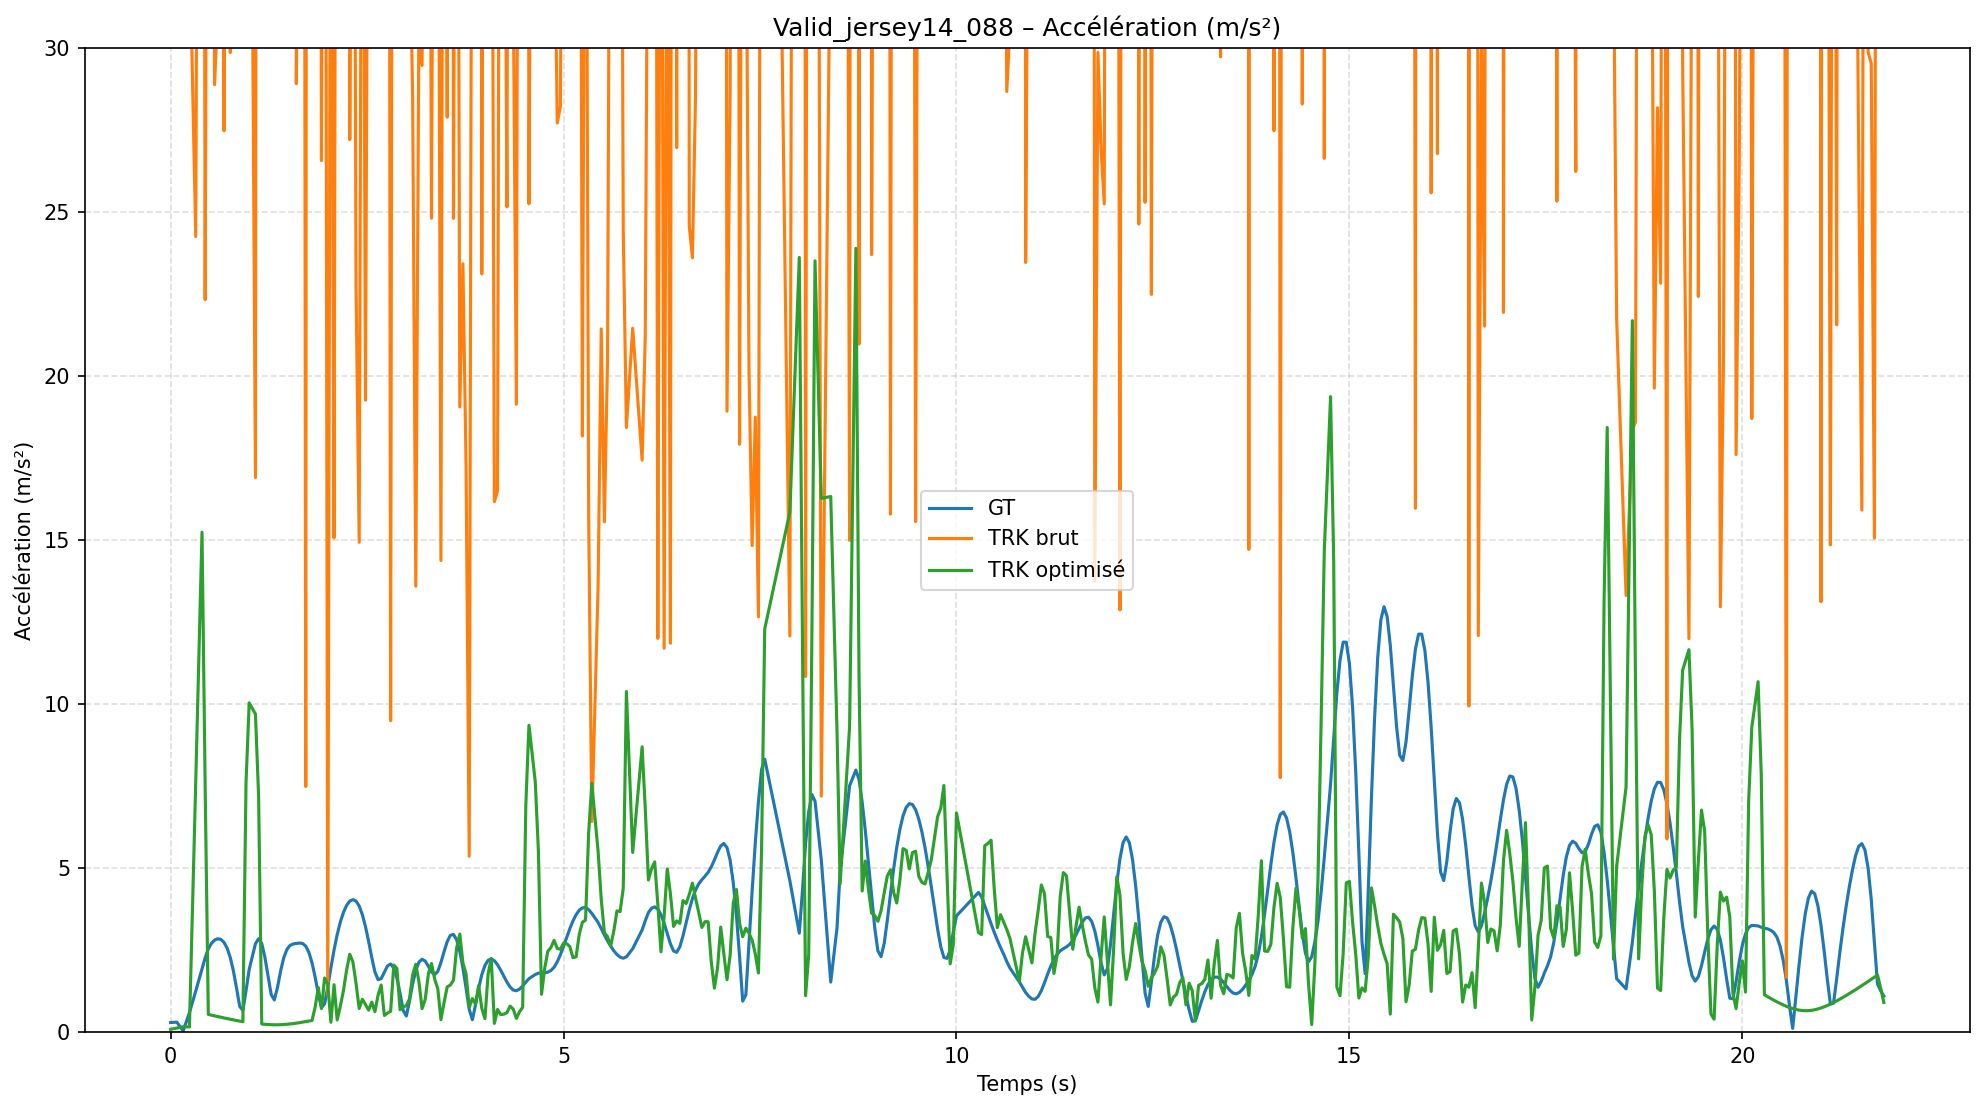 Valid_jersey14_088 – Accélération (m/s²)
Accélération (m/s²)
30
25
20
15
10
5
0
GT
TRK brut
TRK optimisé
0 5 10 15 20
Temps (s)